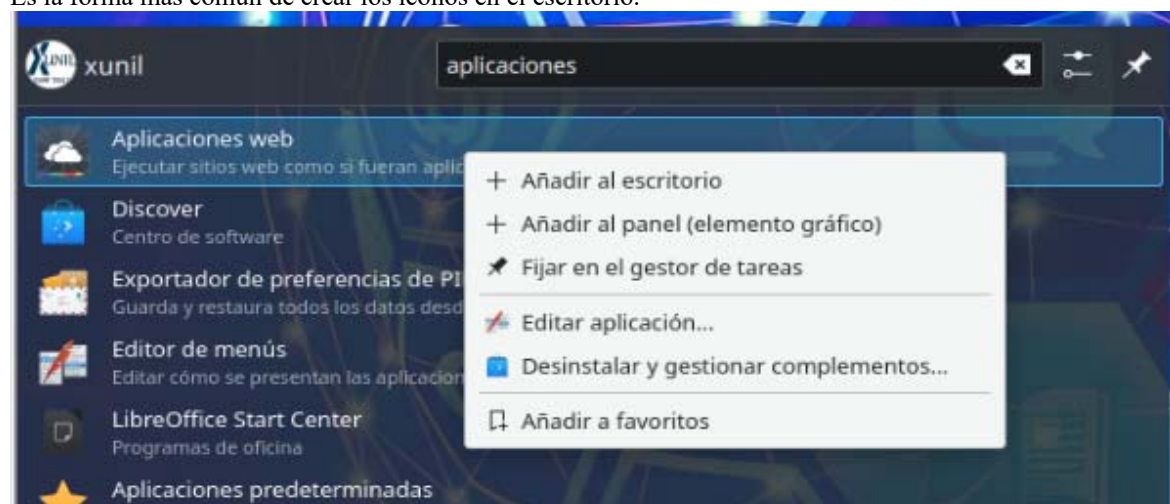 Es la forma más común de crear los iconos en el escritorio.
XUNIL
xunil
aplicaciones
Aplicaciones web
Ejecutar sitios web como si fueran aplic
+ Añadir al escritorio
Discover
+ Añadir al panel (elemento gráfico)
Centro de software
Fijar en el gestor de tareas
Exportador de preferencias de PI
Guarda y restaura todos los datos desd
Editar aplicación...
Editor de menús
Desinstalar y gestionar complementos...
Editar cómo se presentan las aplicacion
LibreOffice Start Center
Añadir a favoritos
Programas de oficina
Aplicaciones predeterminadas